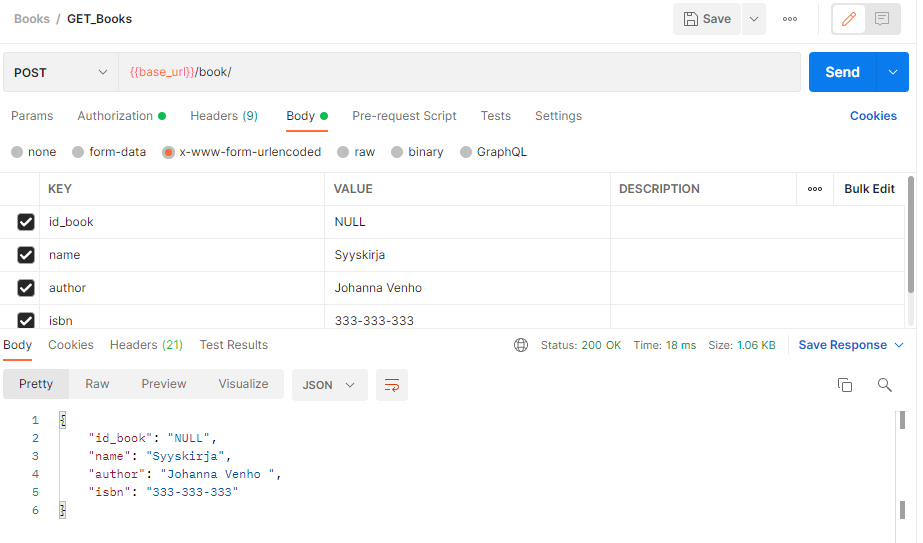 Books / GET_Books Save
POST {{base_url}}/book/ Send
Params Authorization Headers (9) Body Pre-request Script Tests Settings Cookies
none form-data x-www-form-urlencoded raw binary GraphQL
KEY VALUE DESCRIPTION Bulk Edit
id_book NULL
name Syyskirja
author Johanna Venho
isbn 333-333-333
Body Cookies Headers (21) Test Results Status: 200 OK Time: 18 ms Size: 1.06 KB Save Response
Pretty Raw Preview Visualize JSON
1 {
2 "id_book": "NULL",
3 "name": "Syyskirja",
4 "author": "Johanna Venho ",
5 "isbn": "333-333-333"
6 }